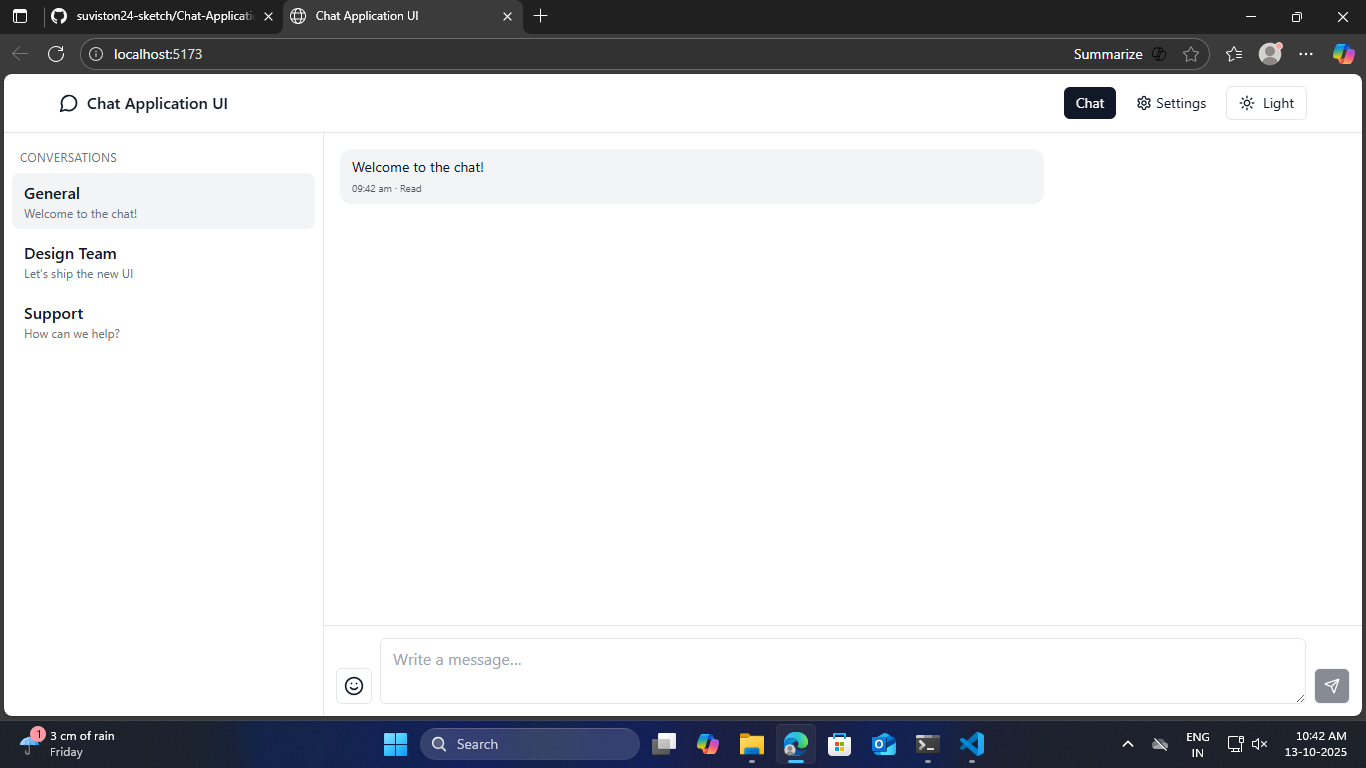 suviston24-sketch/Chat-Applicati
Chat Application UI
localhost:5173
Summarize
Chat Application UI
Chat
Settings
Light
CONVERSATIONS
General
Welcome to the chat!
Design Team
Let's ship the new UI
Support
How can we help?
Welcome to the chat!
09:42 am · Read
Write a message...
1
3 cm of rain
Friday
Search
ENG
IN
10:42 AM
13-10-2025